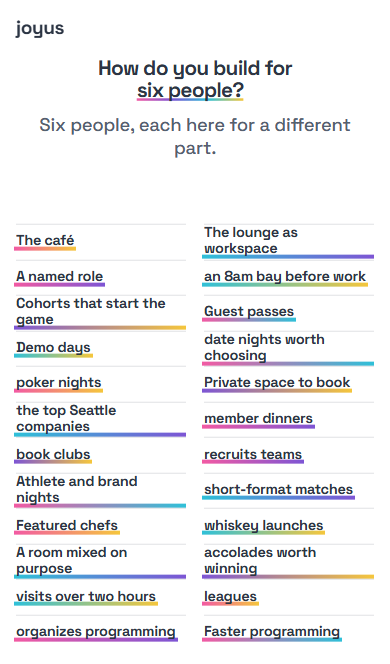 joyus
How do you build for
six people?
Six people, each here for a different
part.
The café
The lounge as
workspace
A named role
an 8am bay before work
Cohorts that start the
game
Guest passes
Demo days
date nights worth
choosing
poker nights
Private space to book
the top Seattle
companies
member dinners
book clubs
recruits teams
Athlete and brand
nights
short-format matches
Featured chefs
whiskey launches
A room mixed on
purpose
accolades worth
winning
visits over two hours
leagues
organizes programming
Faster programming